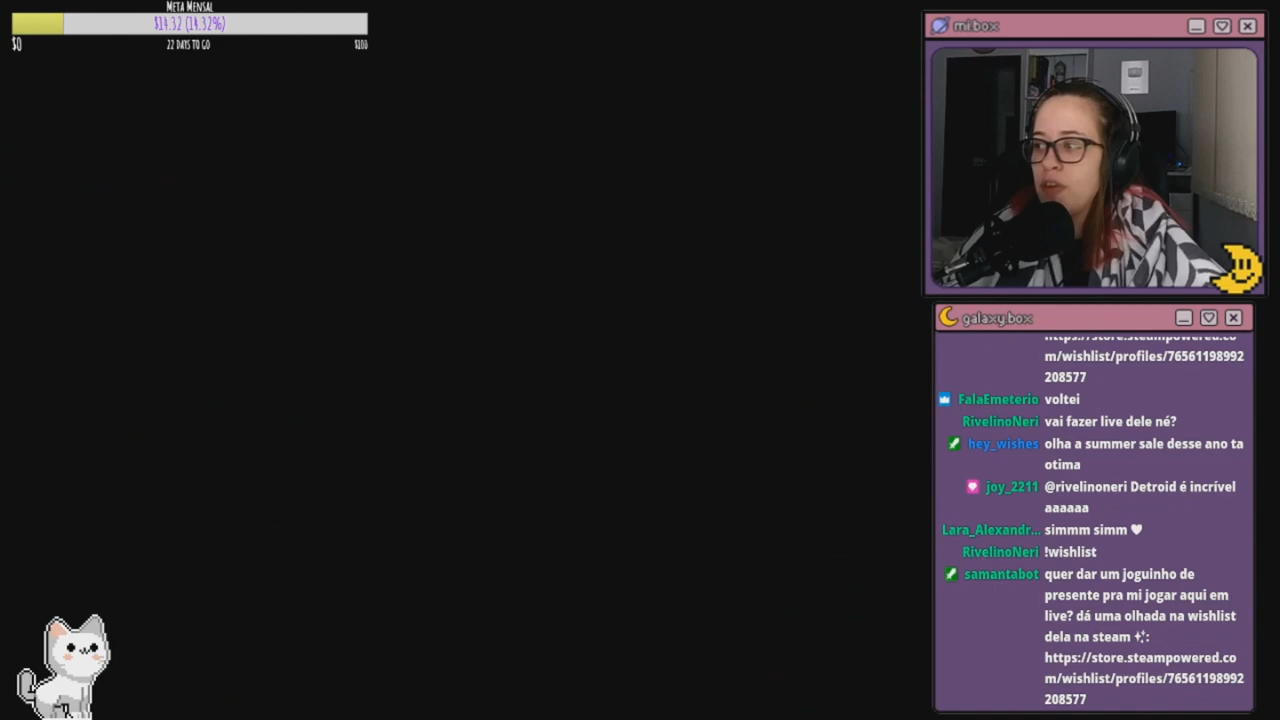 Meta Mensal
$14.32 (14.32%)
$0
22 DAYS TO GO
$100
mi.box
galaxy.box
https://store.steampowered.co
m/wishlist/profiles/76561198992
208577
FalaEmeterio voltei
RivelinoNeri vai fazer live dele né?
hey_wishes olha a summer sale desse ano ta
otima
joy_2211 @rivelinoneri Detroid é incrível
aaaaaa
Lara_Alexandr... simmm simm ♥
RivelinoNeri !wishlist
samantabot quer dar um joguinho de
presente pra mi jogar aqui em
live? dá uma olhada na wishlist
dela na steam ✨:
https://store.steampowered.co
m/wishlist/profiles/76561198992
208577